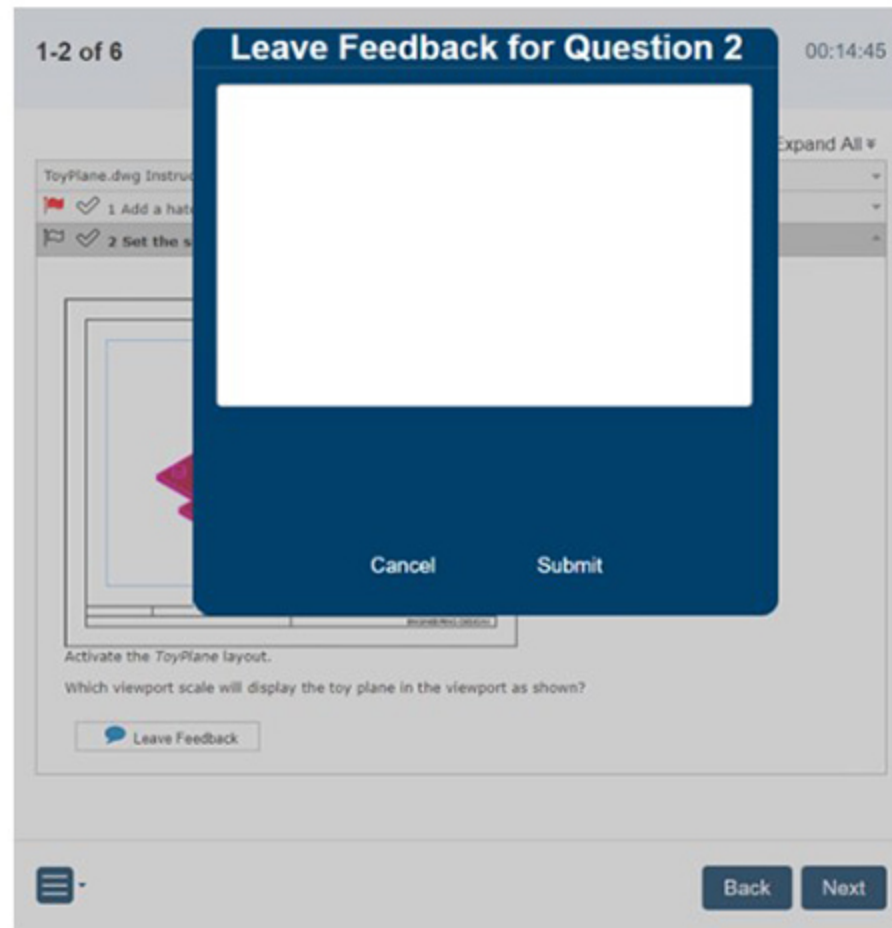 1-2 of 6
Leave Feedback for Question 2
00:14:45
Expand All
ToyPlane.dwg Instruc
1 Add a hat
2 Set the s
ENGINEERING DESIGN
Cancel
Submit
Activate the ToyPlane layout.
Which viewport scale will display the toy plane in the viewport as shown?
Leave Feedback
Back
Next